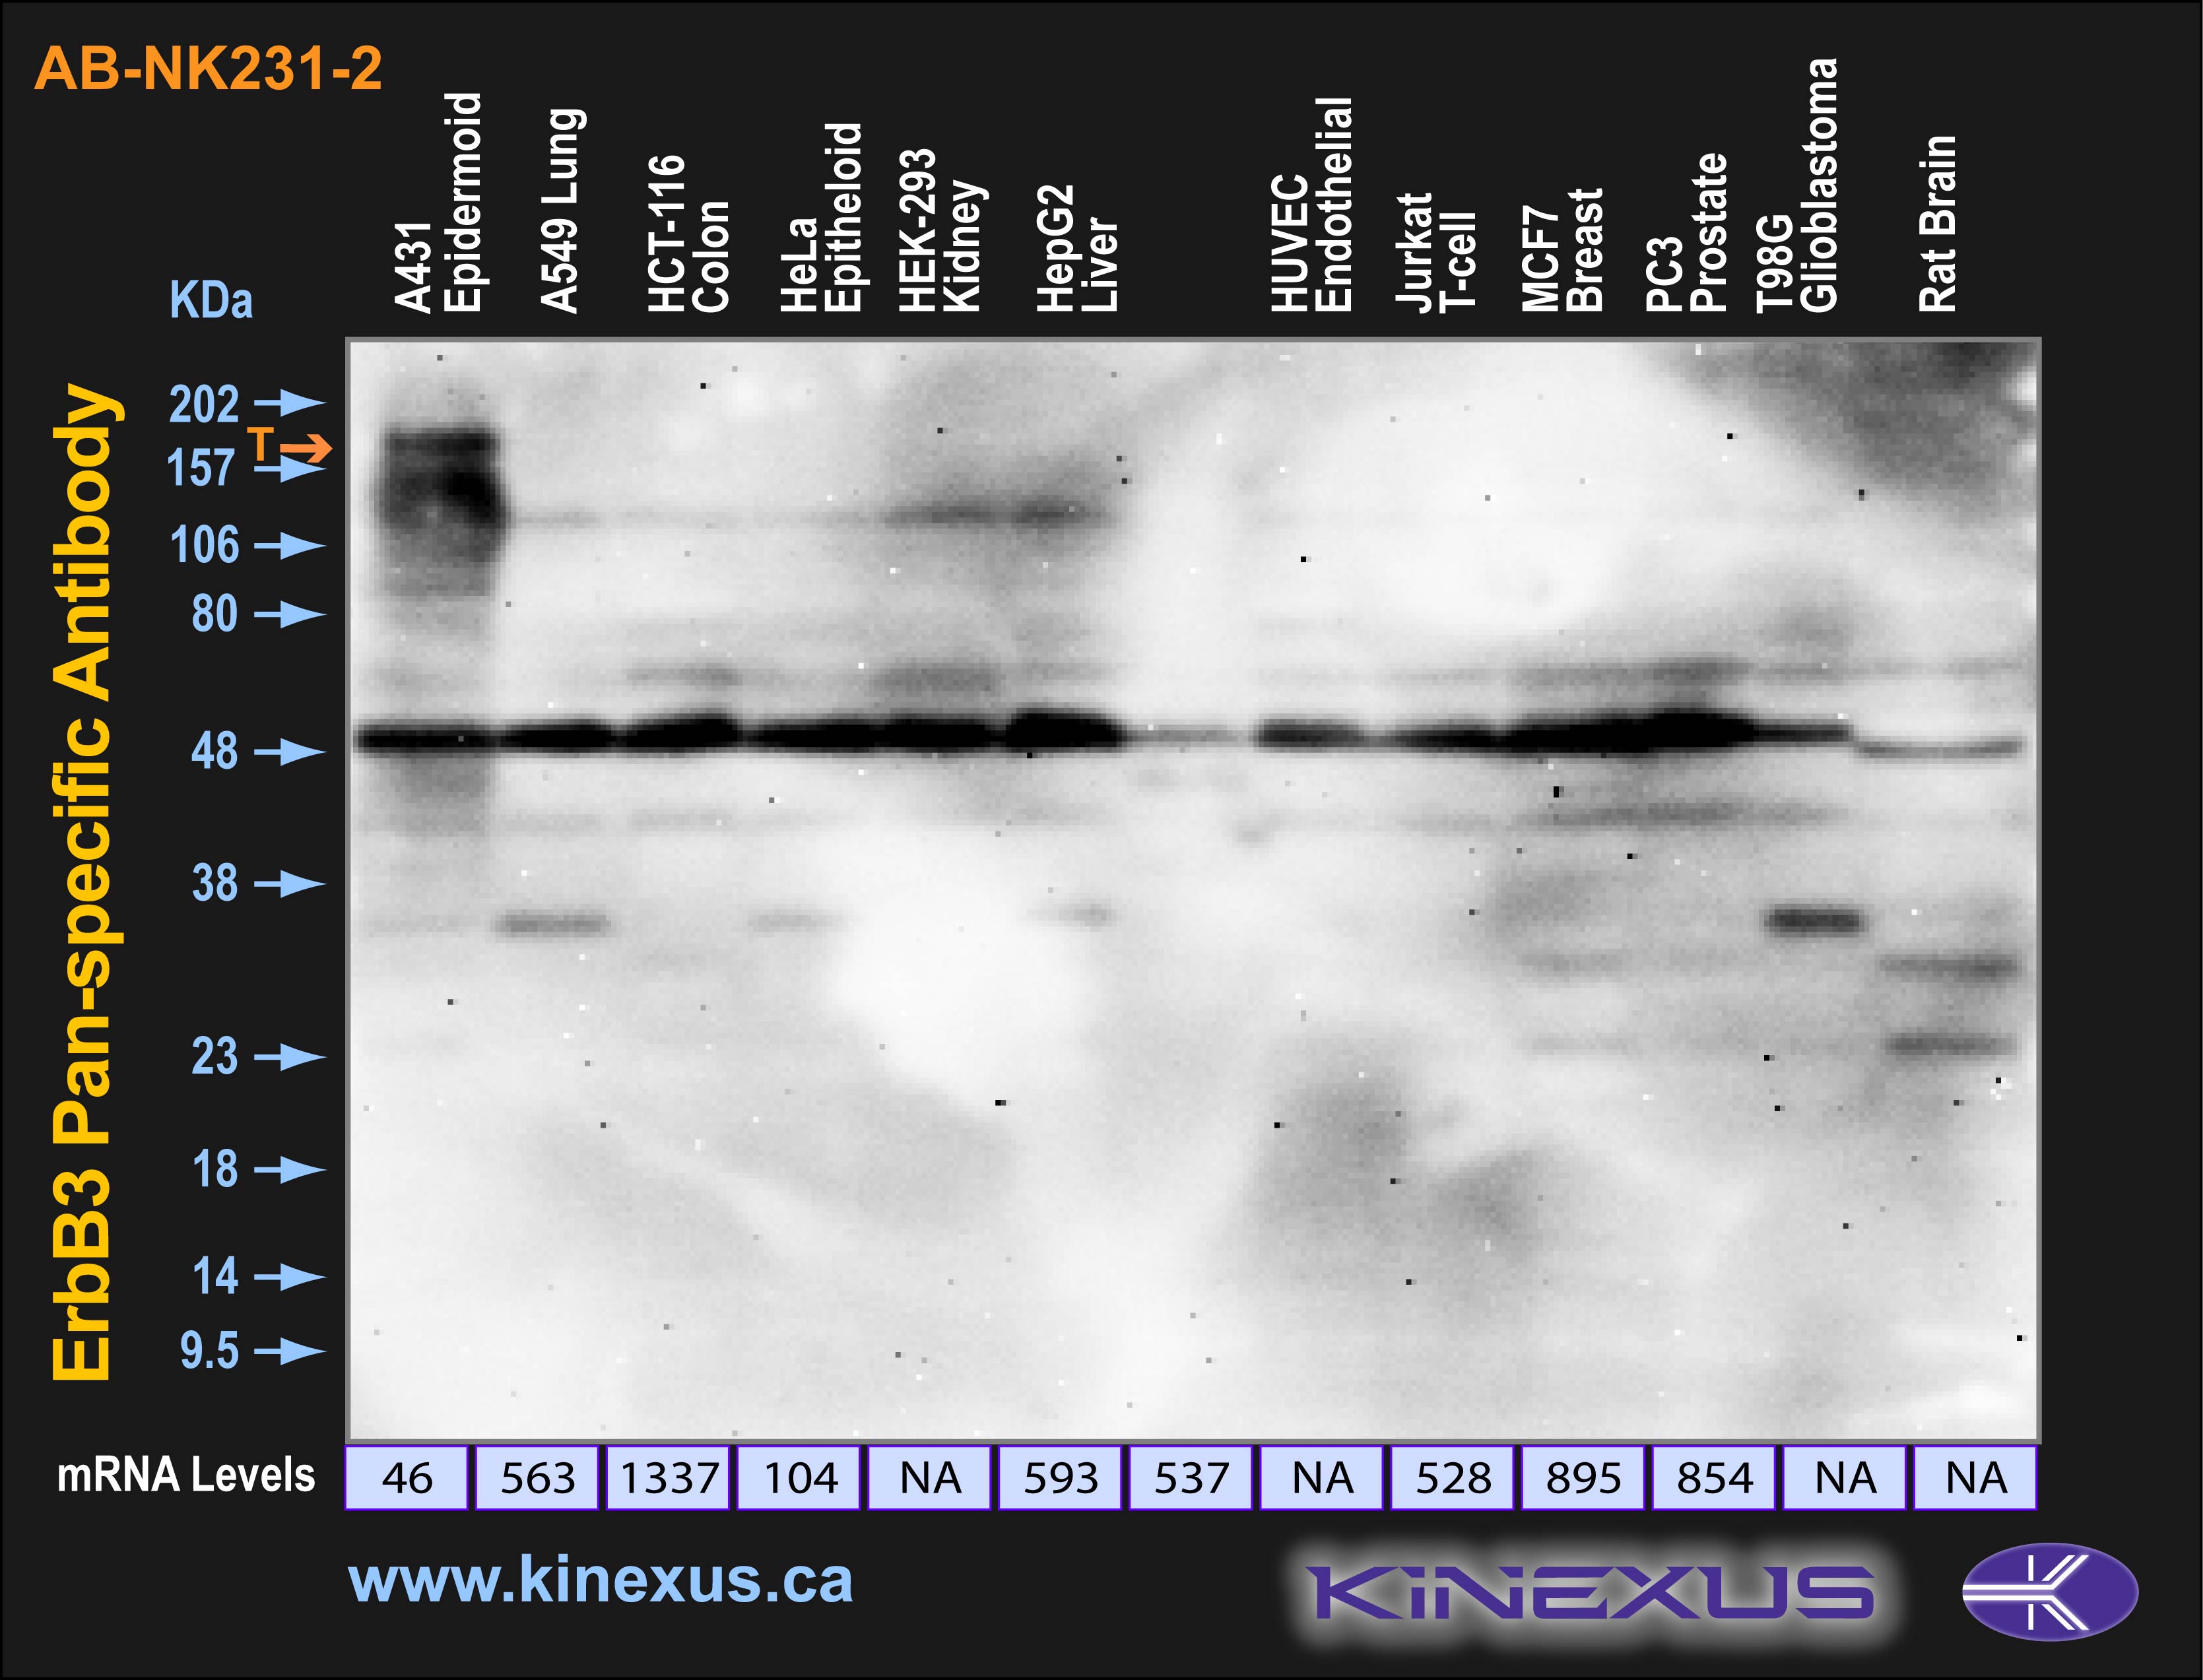 AB-NK231-2
A431
Epidermoid
A549 Lung
HCT-116
Colon
HeLa
Epitheloid
HEK-293
Kidney
HepG2
Liver
HUVEC
Endothelial
Jurkat
T-cell
MCF7
Breast
PC3
Prostate
T98G
Glioblastoma
Rat Brain
KDa
ErbB3 Pan-specific Antibody
202
T
157
106
80
48
38
23
18
14
9.5
mRNA Levels 46 563 1337 104 NA 593 537 NA 528 895 854 NA NA
www.kinexus.ca
KiNEXUS
K